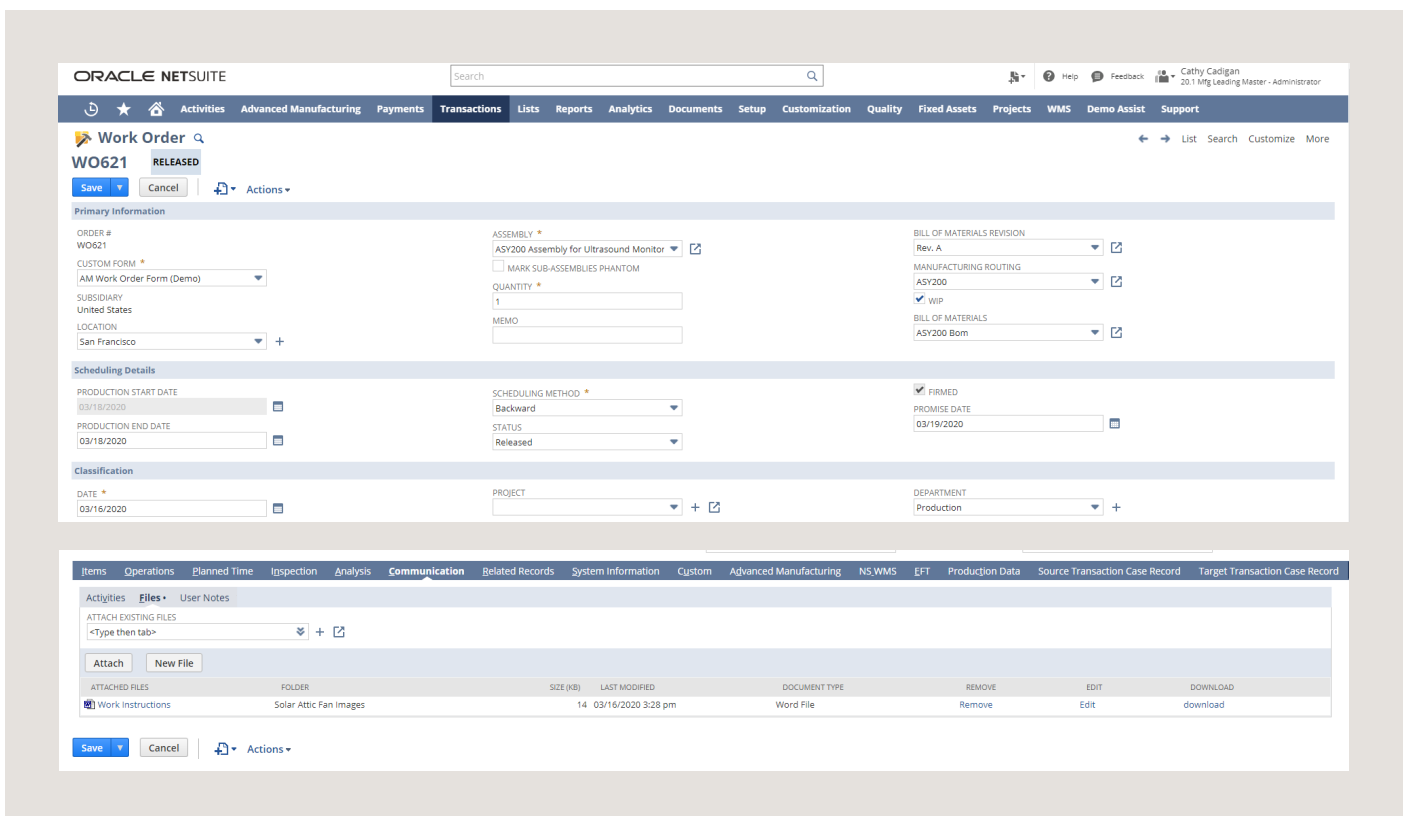 ORACLE NETSUITE
Search
Help
Feedback
Cathy Cadigan
20.1 Mfg Leading Master - Administrator
Activities Advanced Manufacturing Payments Transactions Lists Reports Analytics Documents Setup Customization Quality Fixed Assets Projects WMS Demo Assist Support
Work Order
List Search Customize More
WO621 RELEASED
Save Cancel Actions
Primary Information
ORDER #
WO621
CUSTOM FORM *
AM Work Order Form (Demo)
SUBSIDIARY
United States
LOCATION
San Francisco
ASSEMBLY *
ASY200 Assembly for Ultrasound Monitor
MARK SUB-ASSEMBLIES PHANTOM
QUANTITY *
1
MEMO
BILL OF MATERIALS REVISION
Rev. A
MANUFACTURING ROUTING
ASY200
WIP
BILL OF MATERIALS
ASY200 Bom
Scheduling Details
PRODUCTION START DATE
03/18/2020
PRODUCTION END DATE
03/18/2020
SCHEDULING METHOD *
Backward
STATUS
Released
FIRMED
PROMISE DATE
03/19/2020
Classification
DATE *
03/16/2020
PROJECT
DEPARTMENT
Production
Items Operations Planned Time Inspection Analysis Communication Related Records System Information Custom Advanced Manufacturing NS_WMS EFT Production Data Source Transaction Case Record Target Transaction Case Record
Activities Files • User Notes
ATTACH EXISTING FILES
<Type then tab>
Attach New File
ATTACHED FILES FOLDER SIZE (KB) LAST MODIFIED DOCUMENT TYPE REMOVE EDIT DOWNLOAD
Work Instructions Solar Attic Fan Images 14 03/16/2020 3:28 pm Word File Remove Edit download
Save Cancel Actions